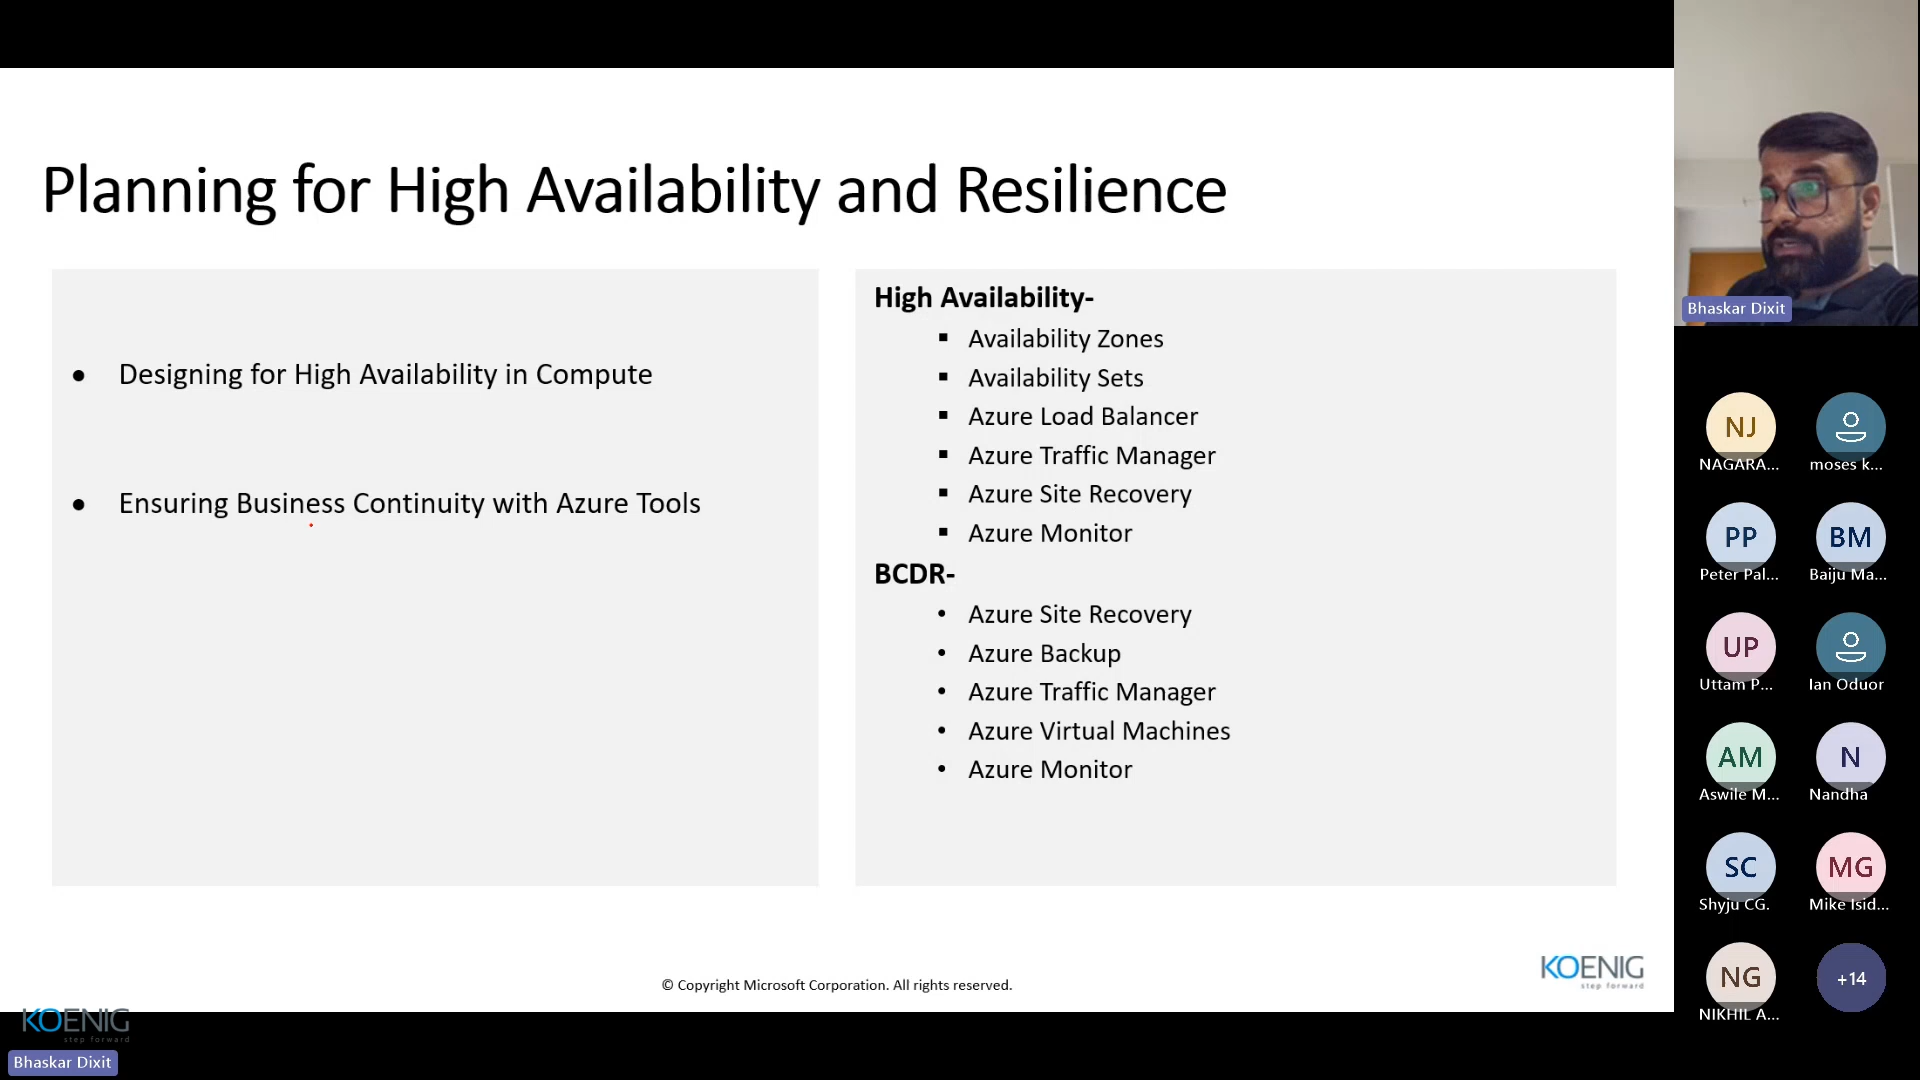 Planning for High Availability and Resilience
● Designing for High Availability in Compute
● Ensuring Business Continuity with Azure Tools
High Availability-
▪ Availability Zones
▪ Availability Sets
▪ Azure Load Balancer
▪ Azure Traffic Manager
▪ Azure Site Recovery
▪ Azure Monitor
BCDR-
• Azure Site Recovery
• Azure Backup
• Azure Traffic Manager
• Azure Virtual Machines
• Azure Monitor
© Copyright Microsoft Corporation. All rights reserved.
KOENIG
step forward
KOENIG
step forward
Bhaskar Dixit
Bhaskar Dixit
NJ
NAGARA...
moses k...
PP
Peter Pal...
BM
Baiju Ma...
UP
Uttam P...
Ian Oduor
AM
Aswile M...
N
Nandha
SC
Shyju CG.
MG
Mike Isid...
NG
NIKHIL A...
+14